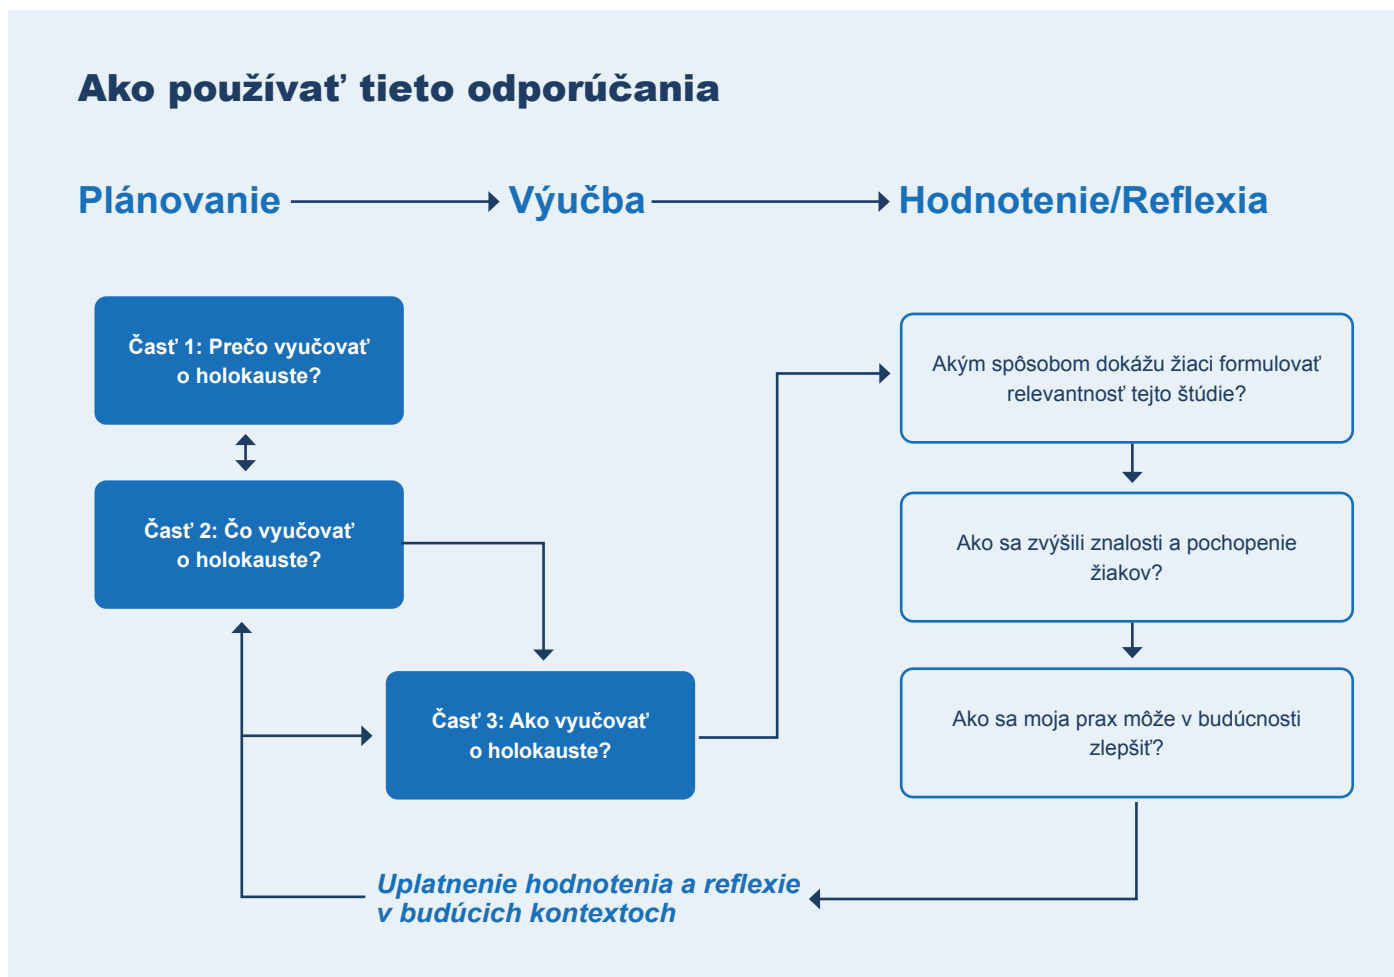 Ako používať tieto odporúčania
Plánovanie
Výučba
Hodnotenie/Reflexia
Časť 1: Prečo vyučovať
o holokauste?
Časť 2: Čo vyučovať
o holokauste?
Časť 3: Ako vyučovať
o holokauste?
Akým spôsobom dokážu žiaci formulovať
relevantnosť tejto štúdie?
Ako sa zvýšili znalosti a pochopenie
žiakov?
Ako sa moja prax môže v budúcnosti
zlepšiť?
Uplatnenie hodnotenia a reflexie
v budúcich kontextoch